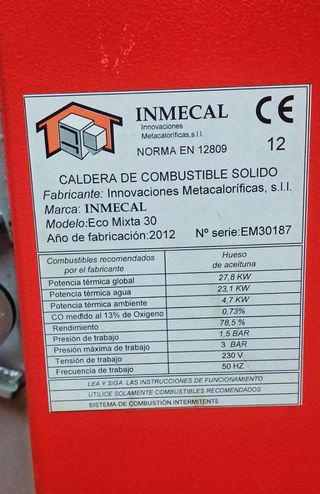 INMECAL
Innovaciones
Metacaloríficas,s.l.l.
CE
NORMA EN 12809
12
CALDERA DE COMBUSTIBLE SOLIDO
Fabricante: Innovaciones Metacaloríficas, s.l.l.
Marca: INMECAL
Modelo:Eco Mixta 30
Año de fabricación:2012 Nº serie:EM30187
Combustibles recomendados
por el fabricante
Hueso
de aceituna
Potencia térmica global 27,8 KW
Potencia térmica agua 23,1 KW
Potencia térmica ambiente 4,7 KW
CO medido al 13% de Oxigeno 0,73%
Rendimiento 78,5 %
Presión de trabajo 1,5 BAR
Presión máxima de trabajo 3 BAR
Tensión de trabajo 230 V
Frecuencia de trabajo 50 HZ
LEA Y SIGA LAS INSTRUCCIONES DE FUNCIONAMIENTO
UTILICE SOLAMENTE COMBUSTIBLES RECOMENDADOS
SISTEMA DE COMBUSTIÓN INTERMITENTE